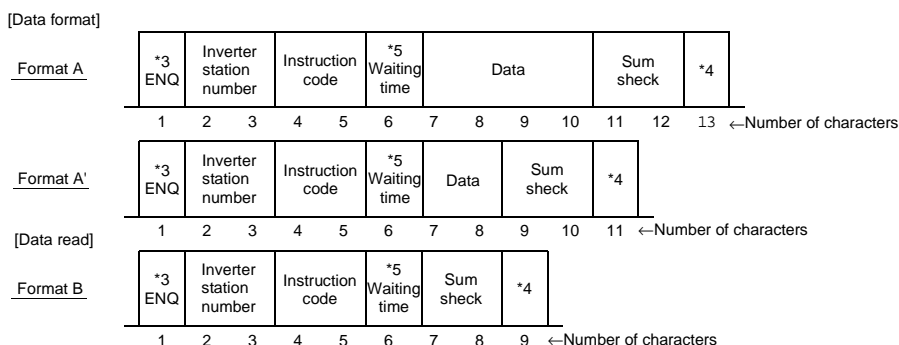 [Data format]
Format A
*3 ENQ
Inverter station number
Instruction code
*5 Waiting time
Data
Sum sheck
*4
1 2 3 4 5 6 7 8 9 10 11 12 13 ←Number of characters
Format A'
*3 ENQ
Inverter station number
Instruction code
*5 Waiting time
Data
Sum sheck
*4
1 2 3 4 5 6 7 8 9 10 11 ←Number of characters
[Data read]
Format B
*3 ENQ
Inverter station number
Instruction code
*5 Waiting time
Sum sheck
*4
1 2 3 4 5 6 7 8 9 ←Number of characters